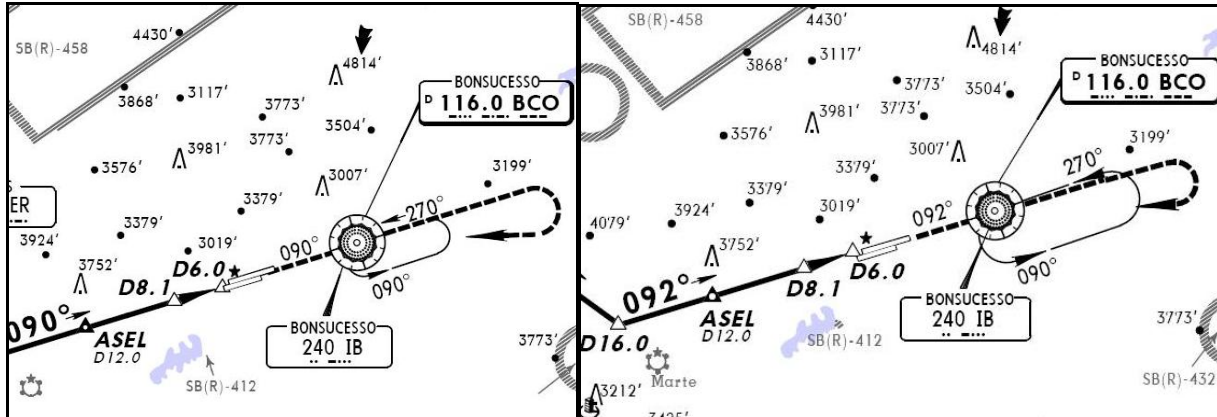 SB(R)-458
4430'
4814'
BONSUCESSO
D 116.0 BCO
3868'
3117'
3773'
3773'
3504'
3981'
3576'
3007'
3199'
ER
3379'
3379'
270°
3924'
3019'
090°
3752'
D6.0
090°
D8.1
090°
ASEL
D12.0
BONSUCESSO
240 IB
3773'
SB(R)-412
SB(R)-458
4430'
4814'
BONSUCESSO
D 116.0 BCO
3868'
3117'
3773'
3773'
3504'
3981'
3576'
3007'
3199'
3379'
270°
3379'
092°
4079'
3924'
3019'
3752'
D6.0
090°
D8.1
092°
ASEL
D12.0
D16.0
BONSUCESSO
240 IB
3773'
SB(R)-412
Marte
SB(R)-432
3212'
3425'